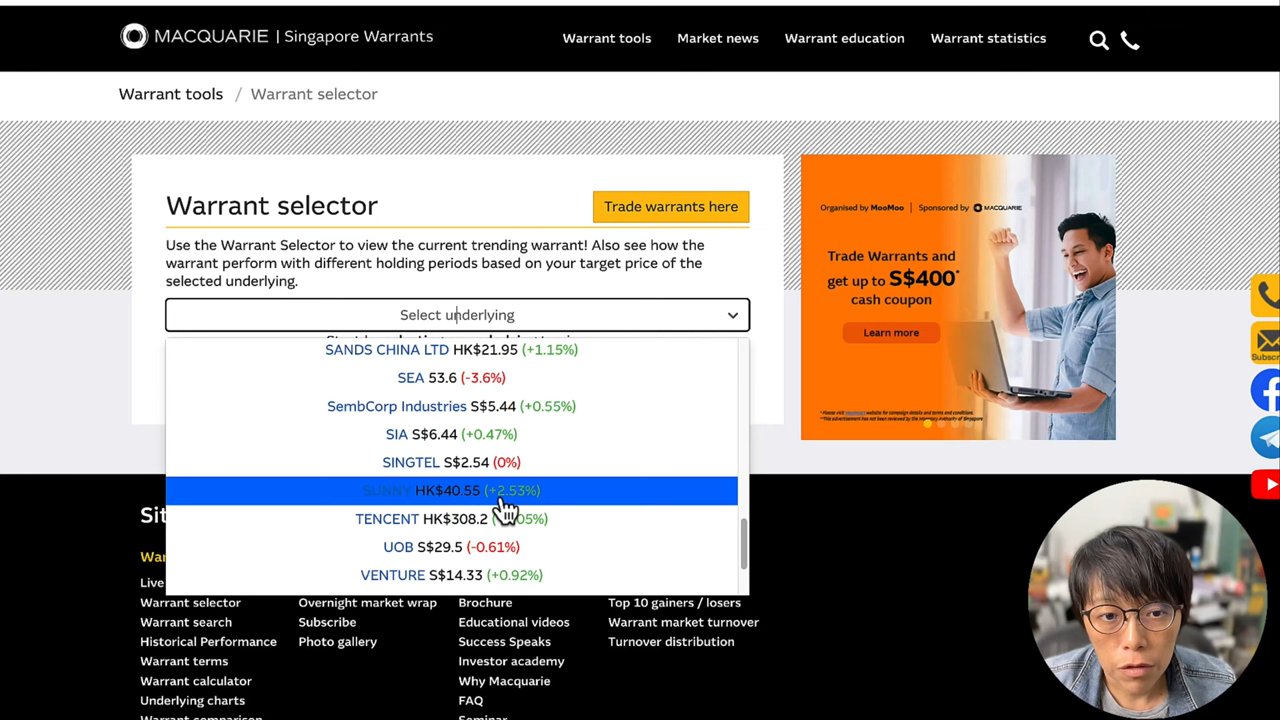 MACQUARIE | Singapore Warrants
Warrant tools
Market news
Warrant education
Warrant statistics
Warrant tools / Warrant selector
Warrant selector
Trade warrants here
Use the Warrant Selector to view the current trending warrant! Also see how the
warrant perform with different holding periods based on your target price of the
selected underlying.
Select underlying
SANDS CHINA LTD HK$21.95 (+1.15%)
SEA 53.6 (-3.6%)
SembCorp Industries S$5.44 (+0.55%)
SIA S$6.44 (+0.47%)
SINGTEL S$2.54 (0%)
SUNNY HK$40.55 (+2.53%)
TENCENT HK$308.2
UOB S$29.5 (-0.61%)
VENTURE S$14.33 (+0.92%)
Organised by MooMoo | Sponsored by MACQUARIE
Trade Warrants and
get up to S$400*
cash coupon
Learn more
Subscr
Sit
War
Live
Warrant selector
Warrant search
Historical Performance
Warrant terms
Warrant calculator
Underlying charts
Overnight market wrap
Subscribe
Photo gallery
Brochure
Educational videos
Success Speaks
Investor academy
Why Macquarie
FAQ
Top 10 gainers / losers
Warrant market turnover
Turnover distribution